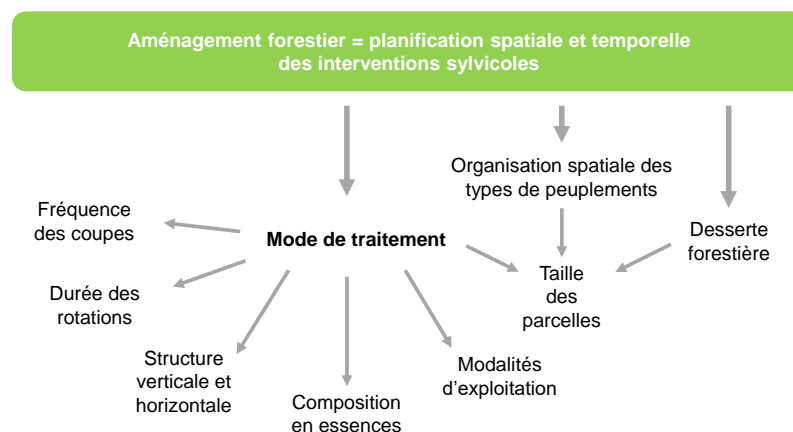 Aménagement forestier = planification spatiale et temporelle
des interventions sylvicoles
Organisation spatiale des
types de peuplements
Fréquence
des coupes
Mode de traitement
Desserte
forestière
Durée des
rotations
Taille
des
parcelles
Structure
verticale et
horizontale
Modalités
d’exploitation
Composition
en essences